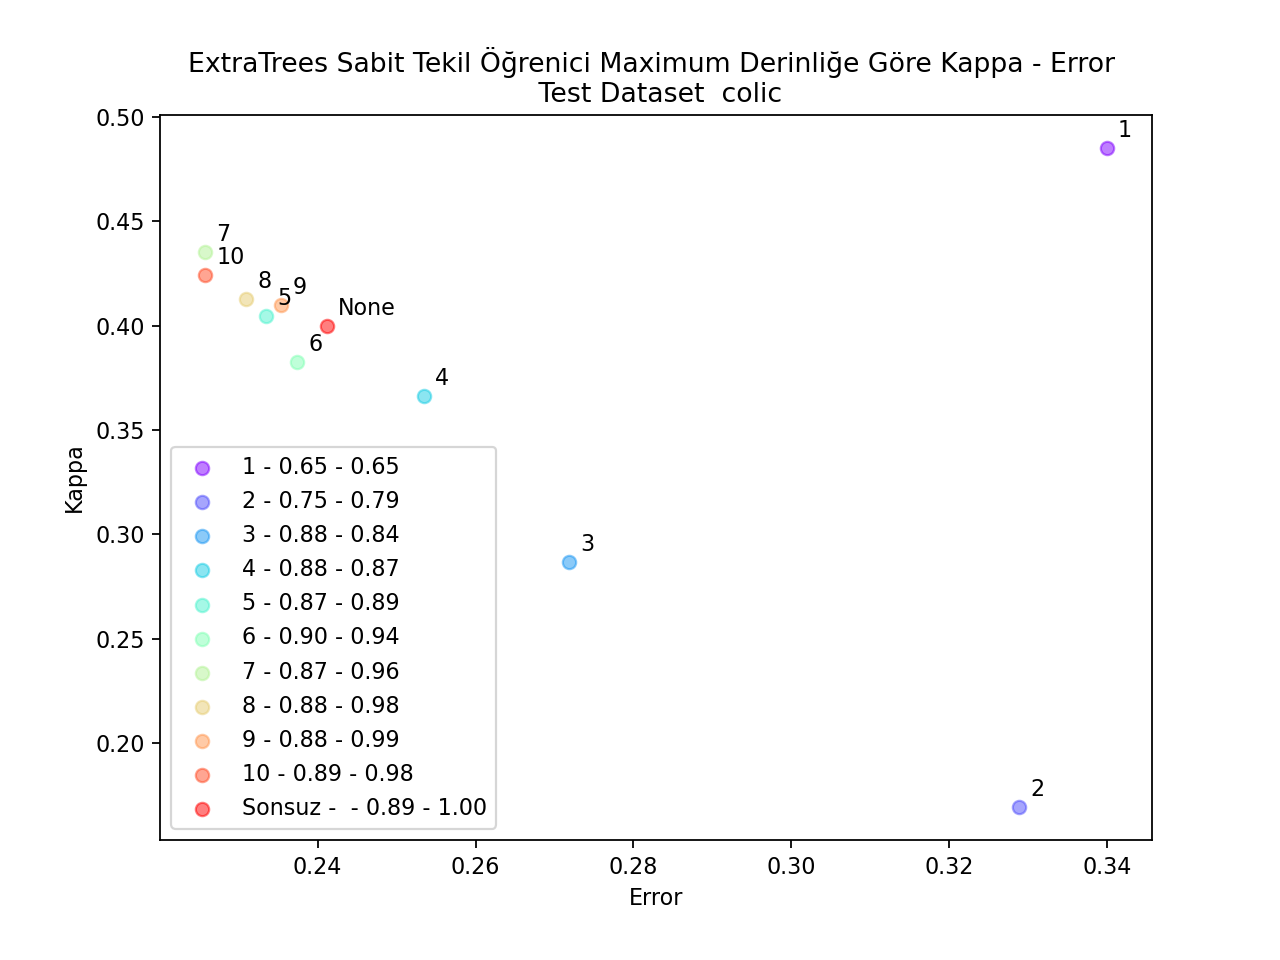 ExtraTrees Sabit Tekil Öğrenici Maximum Derinliğe Göre Kappa - Error
Test Dataset  colic
0.50
0.45
0.40
0.35
0.30
0.25
0.20
Kappa
1
7
10
8
9
5
None
6
4
3
2
1 - 0.65 - 0.65
2 - 0.75 - 0.79
3 - 0.88 - 0.84
4 - 0.88 - 0.87
5 - 0.87 - 0.89
6 - 0.90 - 0.94
7 - 0.87 - 0.96
8 - 0.88 - 0.98
9 - 0.88 - 0.99
10 - 0.89 - 0.98
Sonsuz -  - 0.89 - 1.00
0.24 0.26 0.28 0.30 0.32 0.34
Error